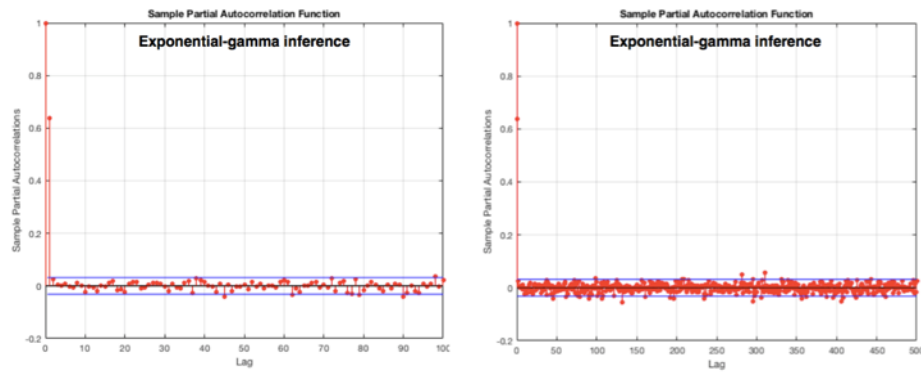 Sample Partial Autocorrelation Function
Exponential-gamma inference
Sample Partial Autocorrelations
1
0.8
0.6
0.4
0.2
0
-0.2
0 10 20 30 40 50 60 70 80 90 100
Lag
Sample Partial Autocorrelation Function
Exponential-gamma inference
Sample Partial Autocorrelations
1
0.8
0.6
0.4
0.2
0
-0.2
0 50 100 150 200 250 300 350 400 450 500
Lag